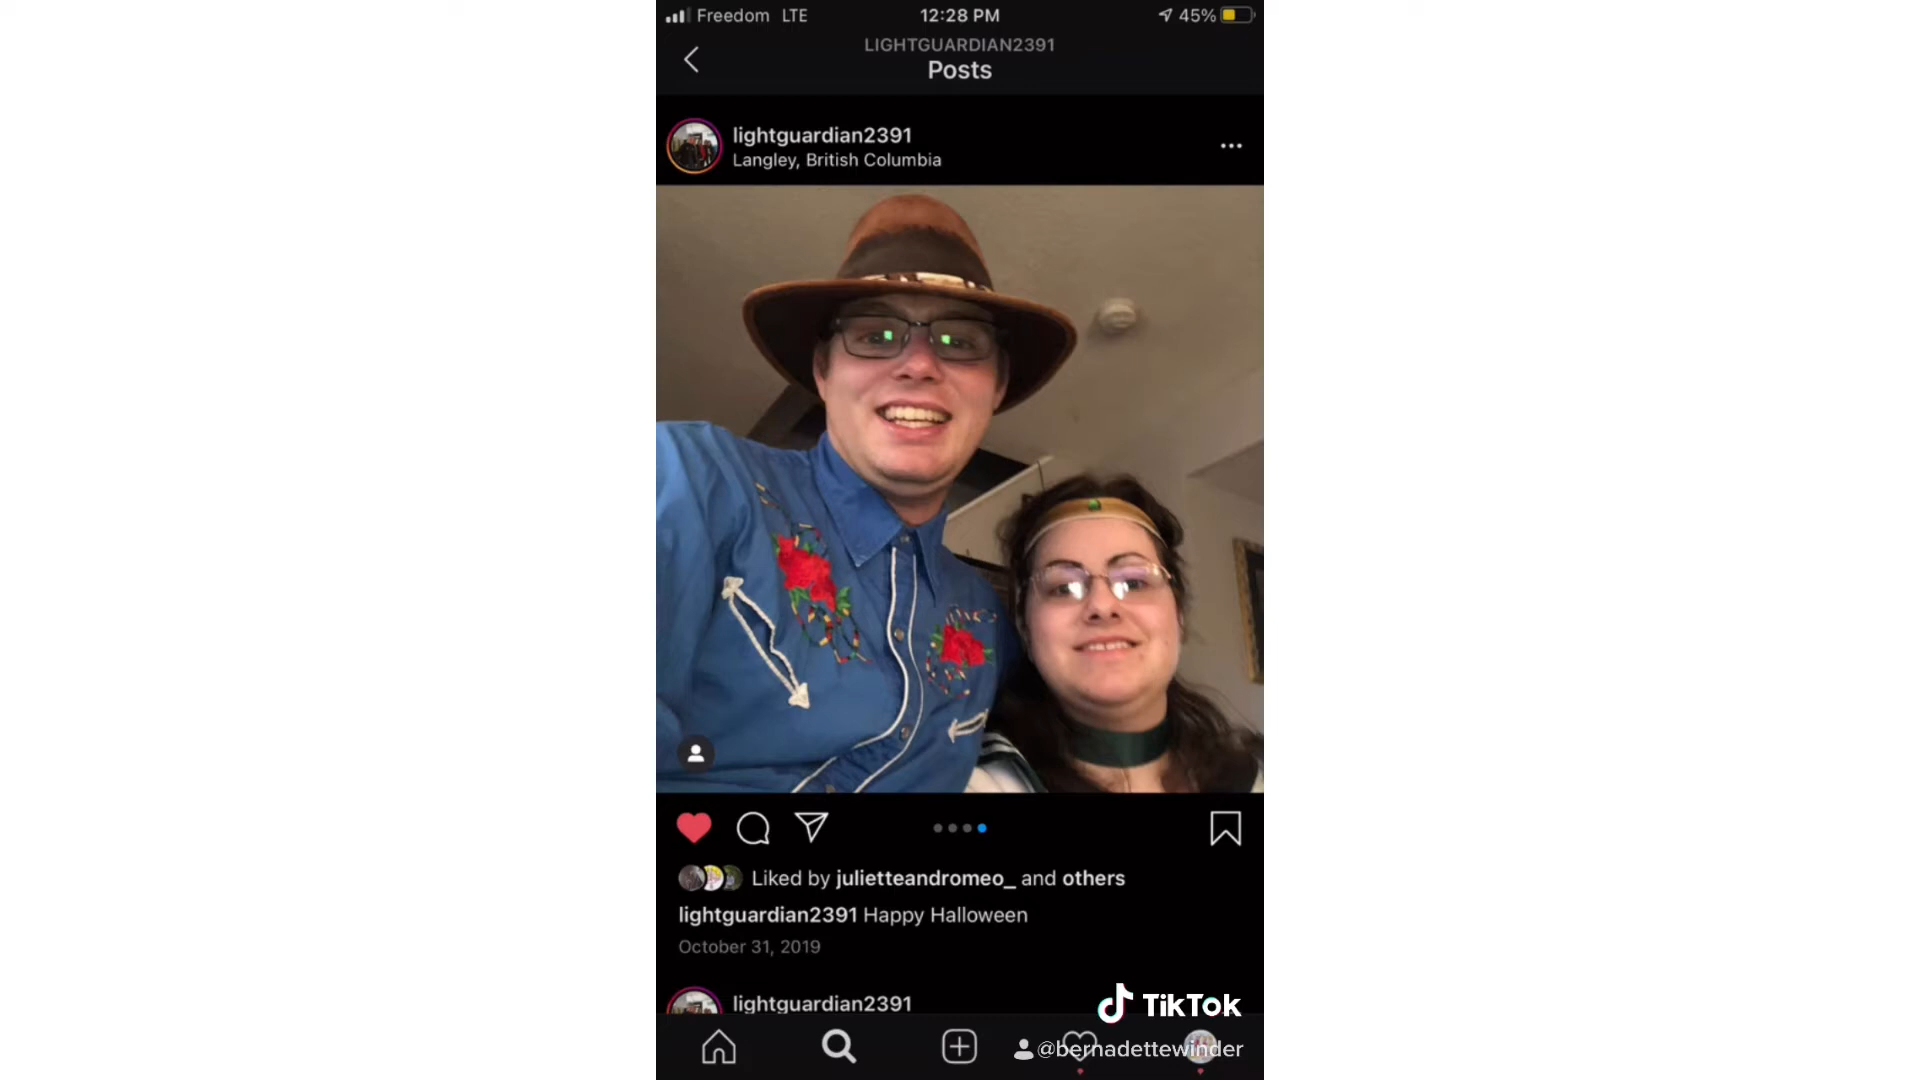 Freedom LTE 12:28 PM 45%
LIGHTGUARDIAN2391
Posts
lightguardian2391
Langley, British Columbia
Liked by julietteandromeo_ and others
lightguardian2391 Happy Halloween
October 31, 2019
lightguardian2391
TikTok
@bernadettewinder